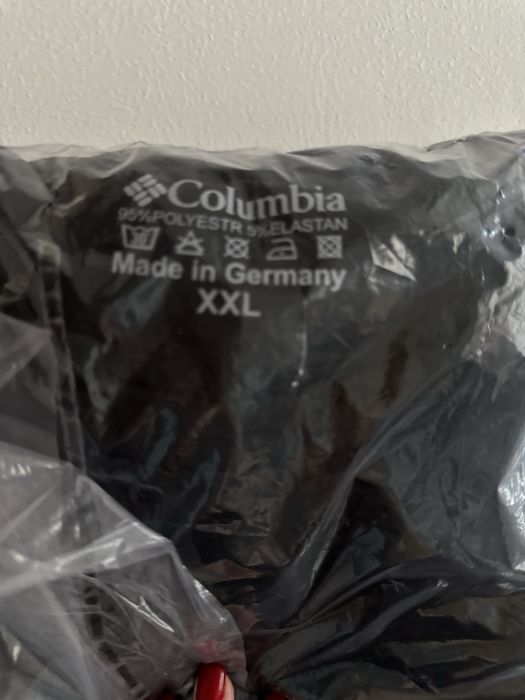 Columbia
95%POLYESTR 5%ELASTAN
Made in Germany
XXL